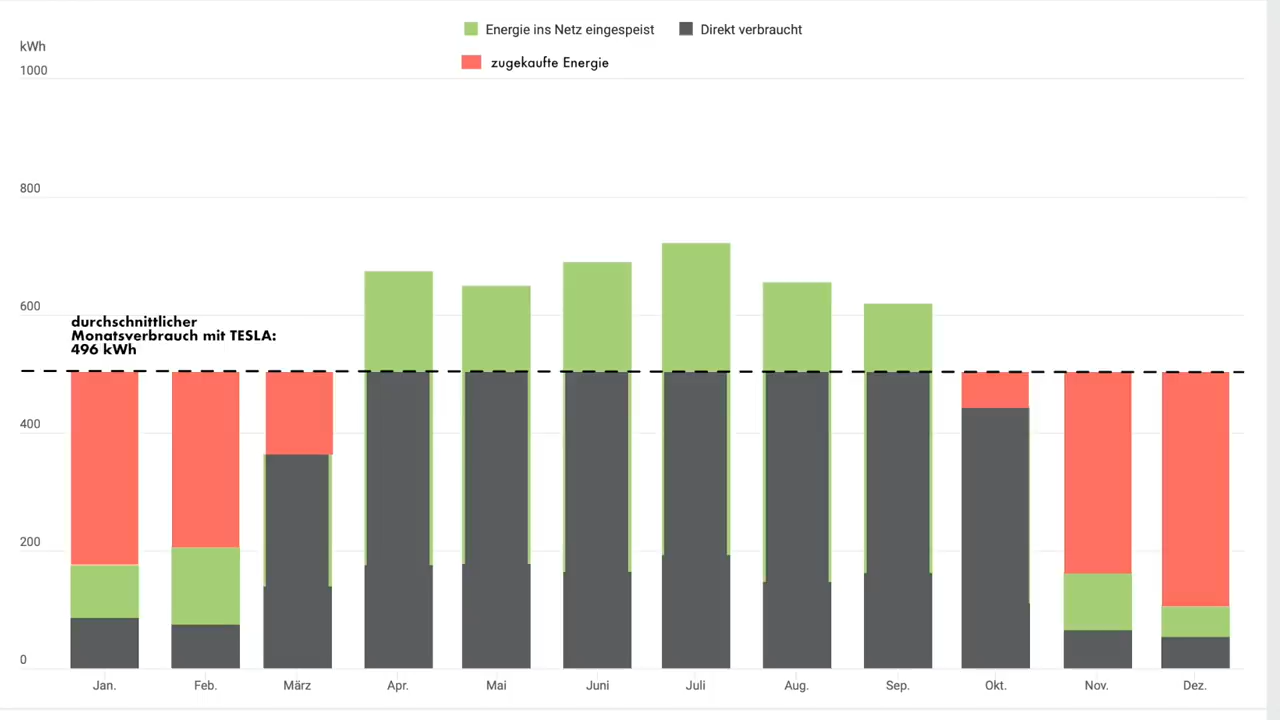 Energie ins Netz eingespeist Direkt verbraucht
zugekaufte Energie
kWh
1000
800
600
durchschnittlicher
Monatsverbrauch mit TESLA:
496 kWh
400
200
0
Jan. Feb. März Apr. Mai Juni Juli Aug. Sep. Okt. Nov. Dez.